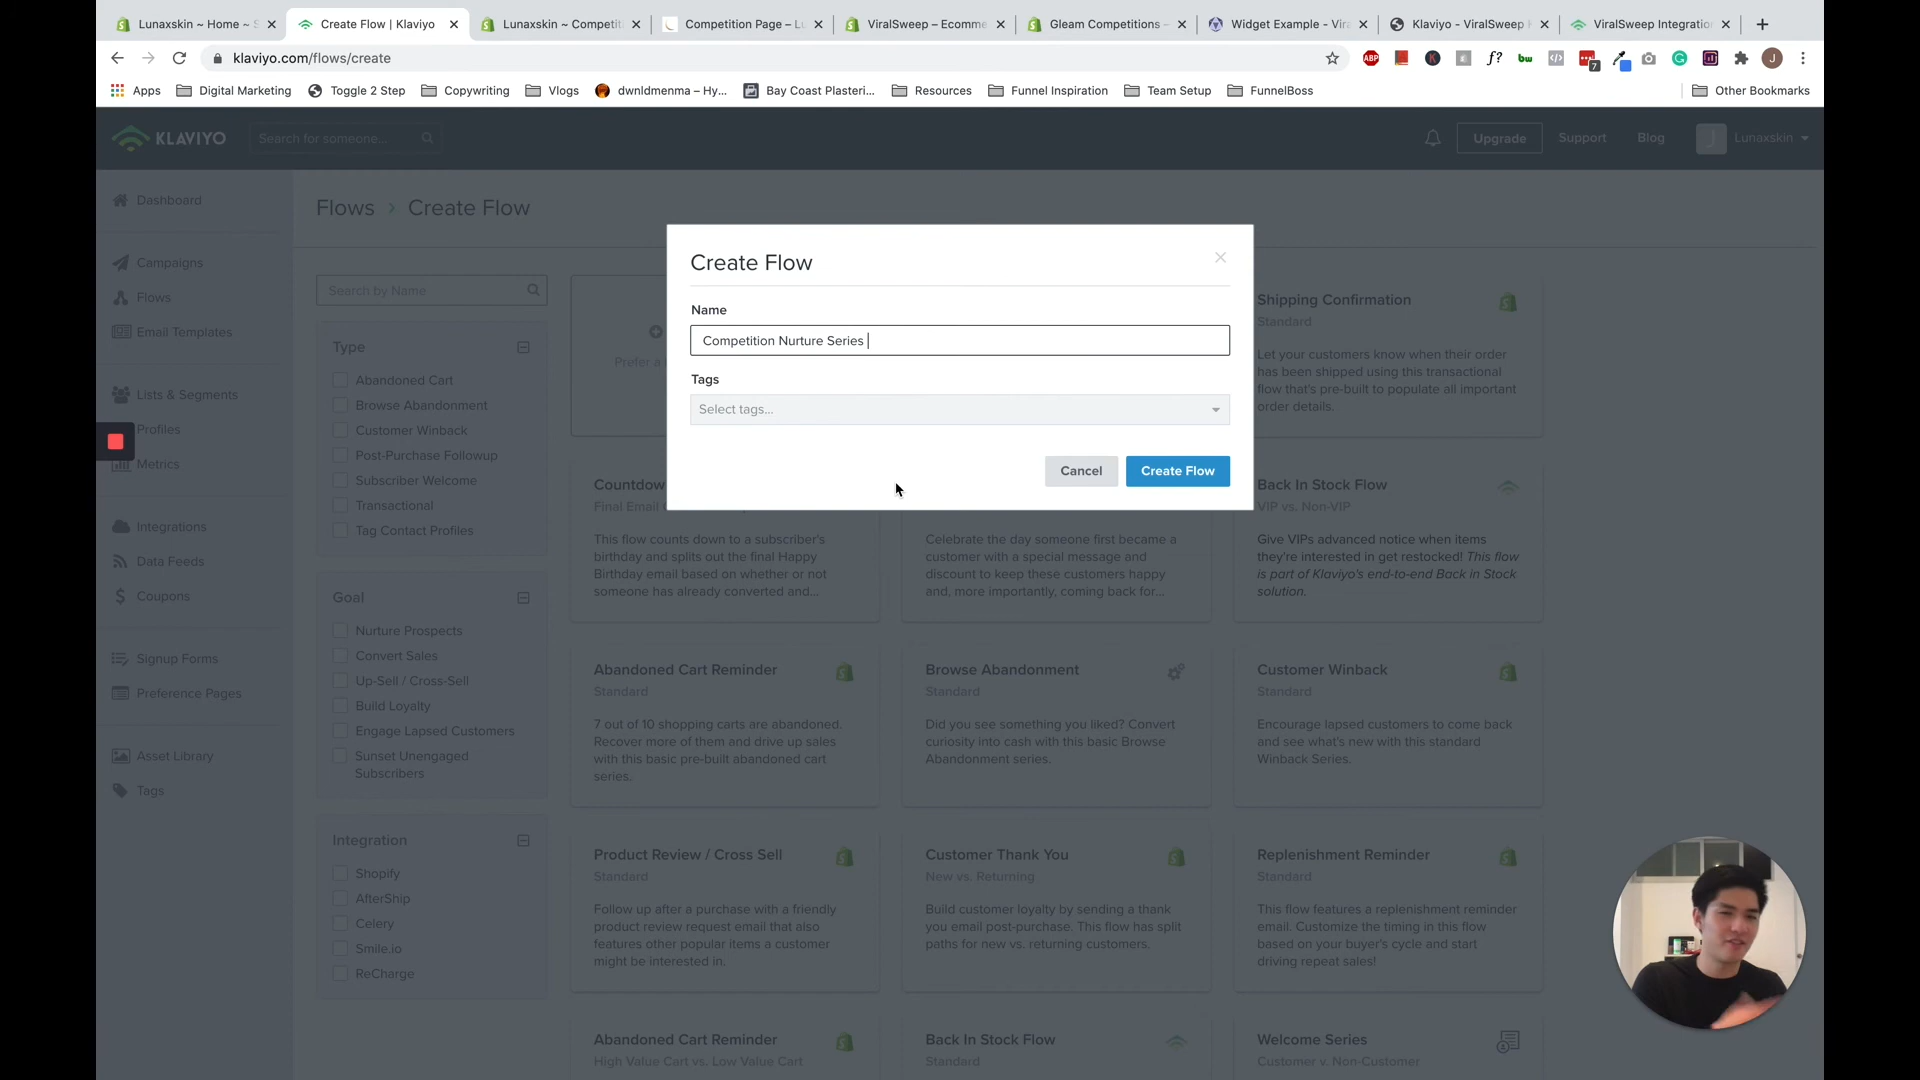 Lunaxskin ~ Home ~ S
Create Flow | Klaviyo
Lunaxskin ~ Competiti
Competition Page – Lu
ViralSweep – Ecomme
Gleam Competitions –
Widget Example - Vira
Klaviyo - ViralSweep
ViralSweep Integratio
klaviyo.com/flows/create
ABP
f?
bw
7
J
Apps
Digital Marketing
Toggle 2 Step
Copywriting
Vlogs
dwnldmenma – Hy...
Bay Coast Plasteri...
Resources
Funnel Inspiration
Team Setup
FunnelBoss
Other Bookmarks
KLAVIYO
Search for someone...
Upgrade
Support
Blog
J
Lunaxskin
Dashboard
Campaigns
Flows
Email Templates
Lists & Segments
Profiles
Metrics
Integrations
Data Feeds
Coupons
Signup Forms
Preference Pages
Asset Library
Tags
Flows > Create Flow
Search by Name
Type
Abandoned Cart
Browse Abandonment
Customer Winback
Post-Purchase Followup
Subscriber Welcome
Transactional
Tag Contact Profiles
Goal
Nurture Prospects
Convert Sales
Up-Sell / Cross-Sell
Build Loyalty
Engage Lapsed Customers
Sunset Unengaged
Subscribers
Integration
Shopify
AfterShip
Celery
Smile.io
ReCharge
Create Flow
Name
Competition Nurture Series
Tags
Select tags...
Cancel
Create Flow
Prefer a
Shipping Confirmation
Standard
Let your customers know when their order
has been shipped using this transactional
flow that's pre-built to populate all important
order details.
Countdow
Final Email
This flow counts down to a subscriber's
birthday and splits out the final Happy
Birthday email based on whether or not
someone has already converted and...
Celebrate the day someone first became a
customer with a special message and
discount to keep these customers happy
and, more importantly, coming back for...
Back In Stock Flow
VIP vs. Non-VIP
Give VIPs advanced notice when items
they're interested in get restocked! This flow
is part of Klaviyo's end-to-end Back in Stock
solution.
Abandoned Cart Reminder
Standard
7 out of 10 shopping carts are abandoned.
Recover more of them and drive up sales
with this basic pre-built abandoned cart
series.
Browse Abandonment
Standard
Did you see something you liked? Convert
curiosity into cash with this basic Browse
Abandonment series.
Customer Winback
Standard
Encourage lapsed customers to come back
and see what's new with this standard
Winback Series.
Product Review / Cross Sell
Standard
Follow up after a purchase with a friendly
product review request email that also
features other popular items a customer
might be interested in.
Customer Thank You
New vs. Returning
Build customer loyalty by sending a thank
you email post-purchase. This flow has split
paths for new vs. returning customers.
Replenishment Reminder
Standard
This flow features a replenishment reminder
email. Customize the timing in this flow
based on your buyer's cycle and start
driving repeat sales!
Abandoned Cart Reminder
High Value Cart vs. Low Value Cart
Back In Stock Flow
Standard
Welcome Series
Customer v. Non-Customer